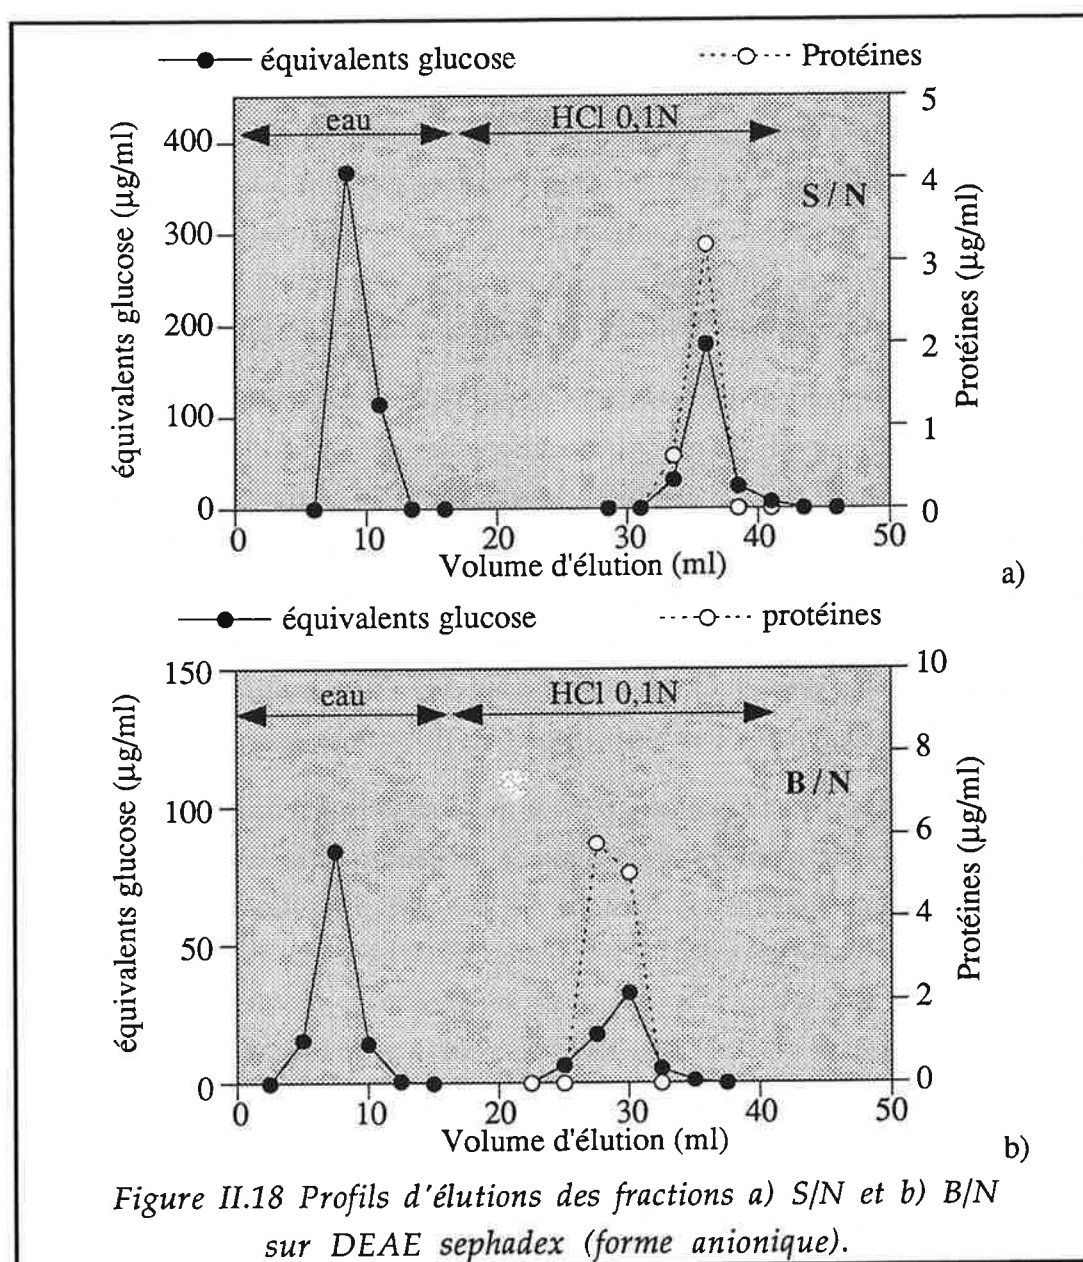 équivalents glucose Protéines
eau HCl 0,1N
S/N
équivalents glucose (µg/ml)
400
300
200
100
0
Protéines (µg/ml)
5
4
3
2
1
0
0 10 20 30 40 50
Volume d'élution (ml)
a)
équivalents glucose protéines
eau HCl 0,1N
B/N
équivalents glucose (µg/ml)
150
100
50
0
Protéines (µg/ml)
10
8
6
4
2
0
0 10 20 30 40 50
Volume d'élution (ml)
b)
Figure II.18 Profils d'élutions des fractions a) S/N et b) B/N
sur DEAE sephadex (forme anionique).